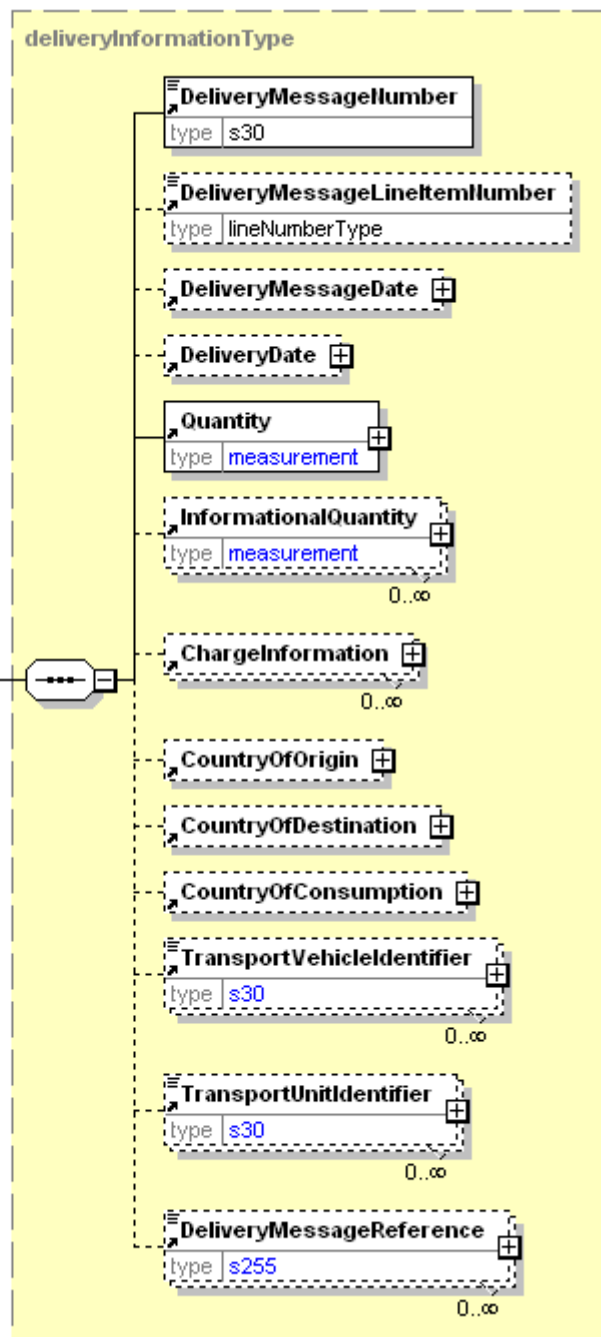 deliveryInformationType
DeliveryMessageNumber
type s30
DeliveryMessageLineItemNumber
type lineNumberType
DeliveryMessageDate
DeliveryDate
Quantity
type measurement
InformationalQuantity
type measurement
0..∞
ChargeInformation
0..∞
CountryOfOrigin
CountryOfDestination
CountryOfConsumption
TransportVehicleIdentifier
type s30
0..∞
TransportUnitIdentifier
type s30
0..∞
DeliveryMessageReference
type s255
0..∞